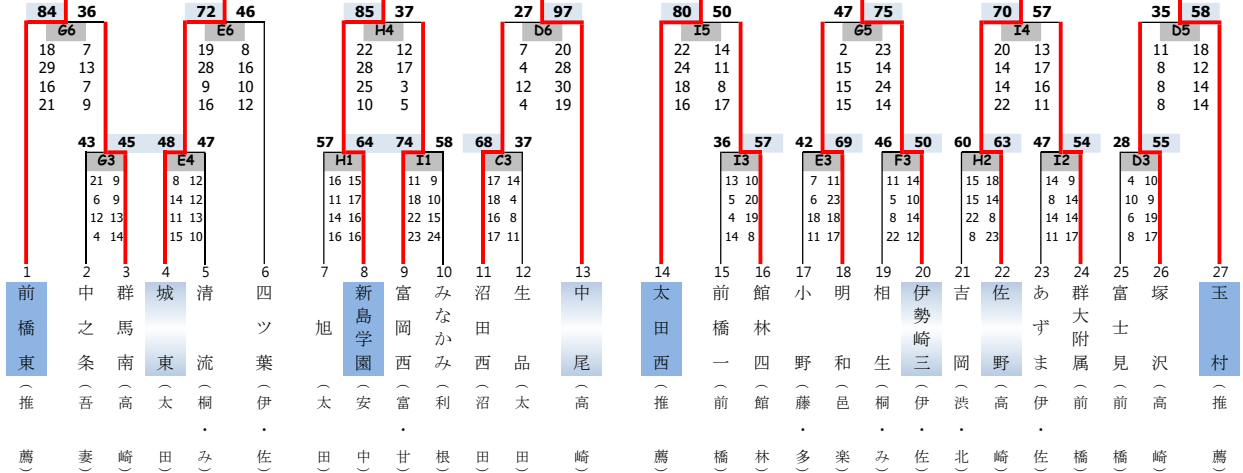 84 36 72 46 85 37 27 97 80 50 47 75 70 57 35 58
G6 E6 H4 D6 I5 G5 I4 D5
18 7 19 8 22 12 7 20 22 14 2 23 20 13 11 18
29 13 28 16 28 17 4 28 24 11 15 14 14 17 8 12
16 7 9 10 25 3 12 30 18 8 15 24 14 16 8 14
21 9 16 12 10 5 4 19 16 17 15 14 22 11 8 14
43 45 48 47 57 64 74 58 68 37 36 57 42 69 46 50 60 63 47 54 28 55
G3 E4 H1 I1 C3 I3 E3 F3 H2 I2 D3
21 9 8 12 16 15 11 9 17 14 13 10 7 11 11 14 15 18 14 9 4 10
6 9 14 12 11 17 18 10 18 4 5 20 6 23 5 10 15 14 8 14 10 9
12 13 11 13 14 16 22 15 16 8 4 19 18 18 8 14 22 8 14 14 6 19
4 14 15 10 16 16 23 24 17 11 14 8 11 17 22 12 8 23 11 17 8 17
1 2 3 4 5 6 7 8 9 10 11 12 13 14 15 16 17 18 19 20 21 22 23 24 25 26 27
前橋東(推薦)
中之条(吾妻)
群馬南(高崎)
城東(太田)
清流(桐・み)
四ツ葉(伊・佐)
旭(太田)
新島学園(安中)
富岡西(富・甘)
みなかみ(利根)
沼田西(沼田)
生品(太田)
中尾(高崎)
太田西(推薦)
前橋一(前橋)
館林四(館林)
小野(藤・多)
明和(邑楽)
相生(桐・み)
伊勢崎三(伊・佐)
吉岡(渋・北)
佐野(高崎)
あずま(伊・佐)
群大附属(前橋)
富士見(前橋)
塚沢(高崎)
玉村(推薦)